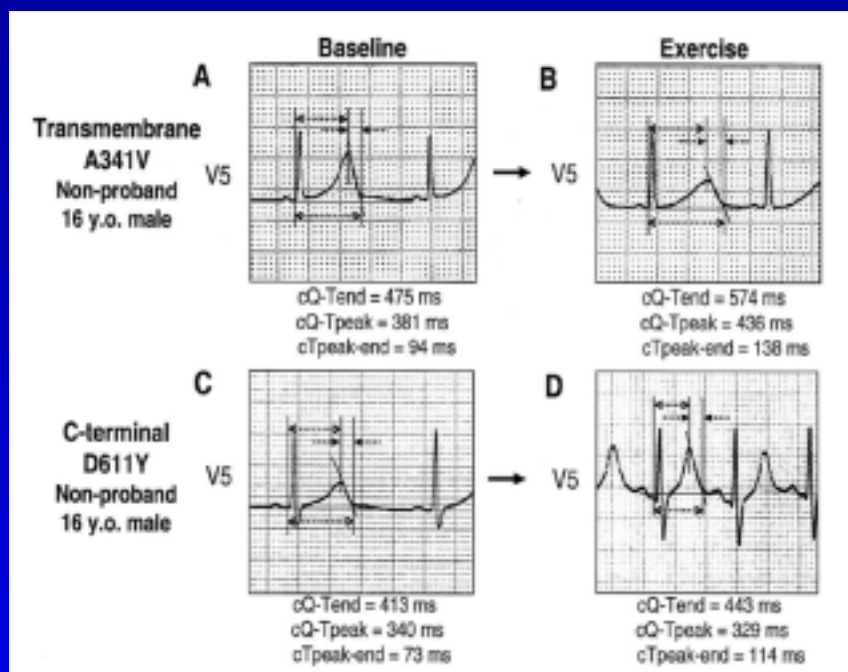 Baseline
Exercise
A
B
Transmembrane
A341V
Non-proband
16 y.o. male
V5
V5
cQ-Tend = 475 ms
cQ-Tpeak = 381 ms
cTpeak-end = 94 ms
cQ-Tend = 574 ms
cQ-Tpeak = 436 ms
cTpeak-end = 138 ms
C
D
C-terminal
D611Y
Non-proband
16 y.o. male
V5
V5
cQ-Tend = 413 ms
cQ-Tpeak = 340 ms
cTpeak-end = 73 ms
cQ-Tend = 443 ms
cQ-Tpeak = 329 ms
cTpeak-end = 114 ms